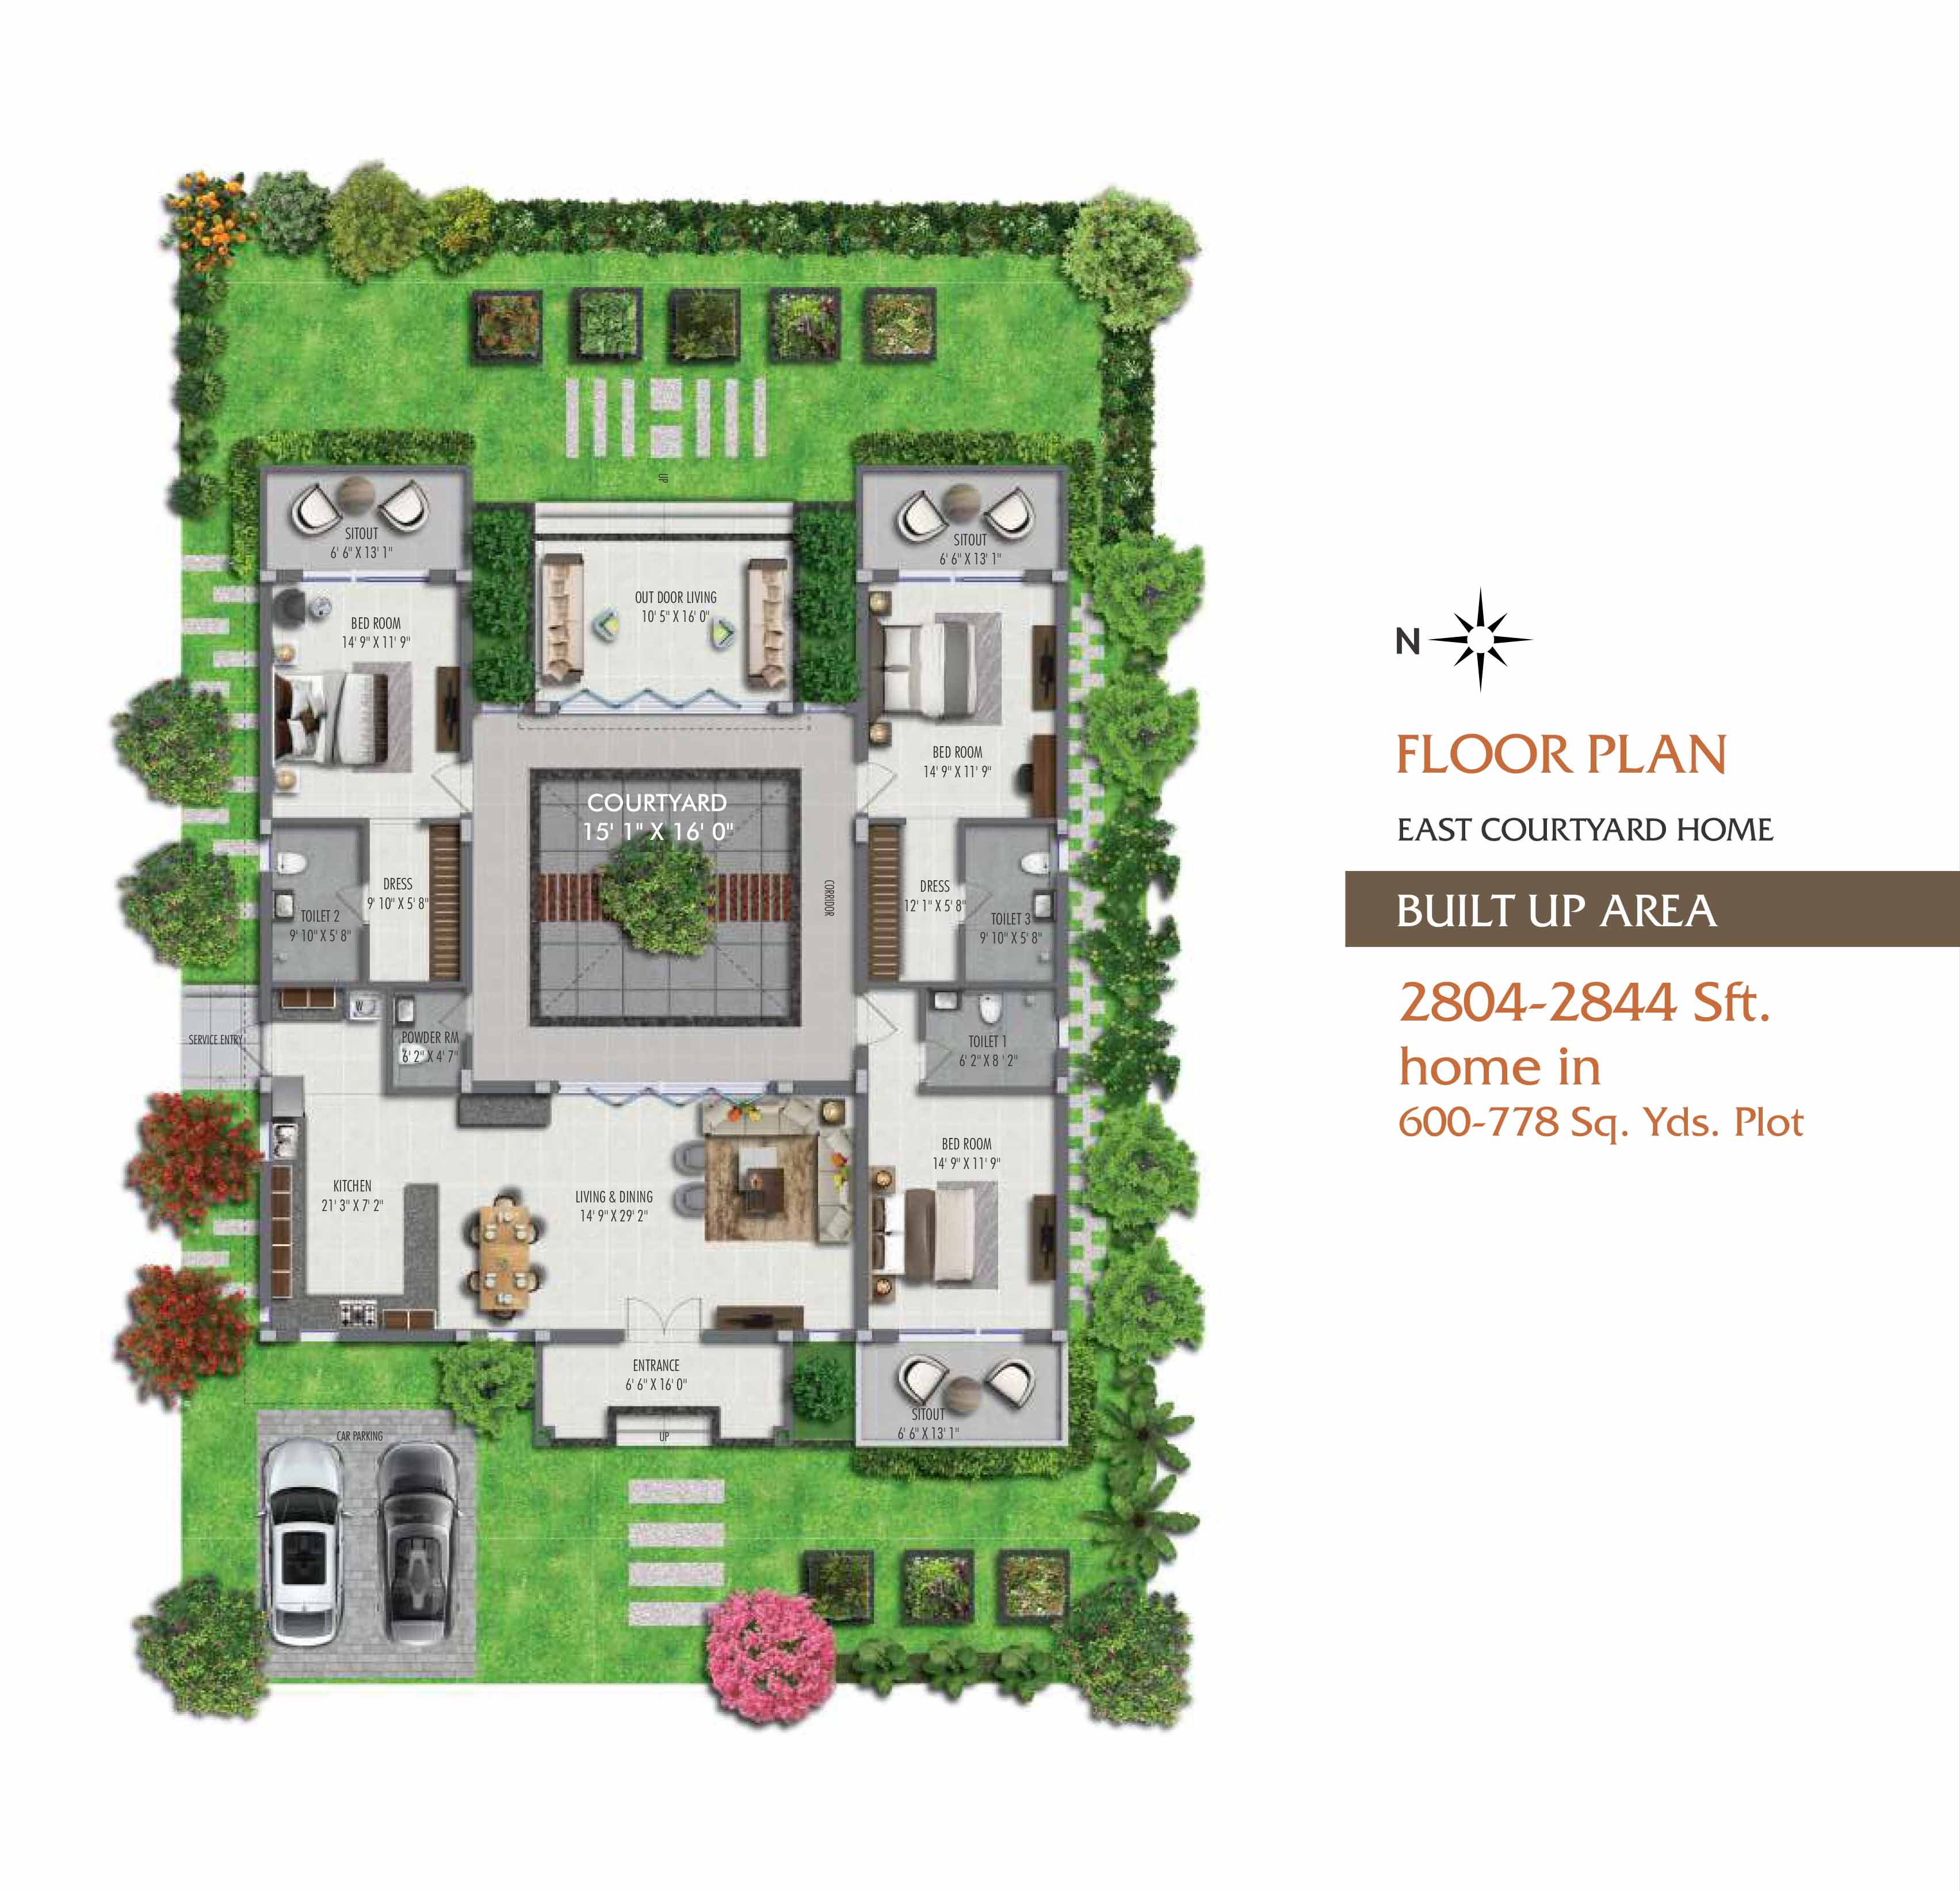 UP
SITOUT
6' 6" X 13' 1"
SITOUT
6' 6" X 13' 1"
OUT DOOR LIVING
10' 5" X 16' 0"
BED ROOM
14' 9" X 11' 9"
BED ROOM
14' 9" X 11' 9"
COURTYARD
15' 1" X 16' 0"
CORRIDOR
DRESS
9' 10" X 5' 8"
TOILET 2
9' 10" X 5' 8"
DRESS
12' 1" X 5' 8"
TOILET 3
9' 10" X 5' 8"
W
SERVICE ENTRY
POWDER RM
6' 2" X 4' 7"
TOILET 1
6' 2" X 8 ' 2"
BED ROOM
14' 9" X 11' 9"
KITCHEN
21' 3" X 7' 2"
LIVING & DINING
14' 9" X 29' 2"
ENTRANCE
6' 6" X 16' 0"
UP
SITOUT
6' 6" X 13' 1"
CAR PARKING
N
FLOOR PLAN
EAST COURTYARD HOME
BUILT UP AREA
2804-2844 Sft.
home in
600-778 Sq. Yds. Plot